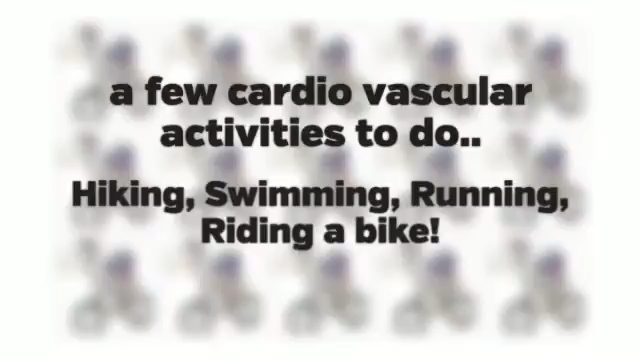 a few cardio vascular
activities to do..
Hiking, Swimming, Running,
Riding a bike!